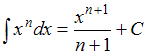 ∫xⁿdx = xⁿ⁺¹/(n+1) + C